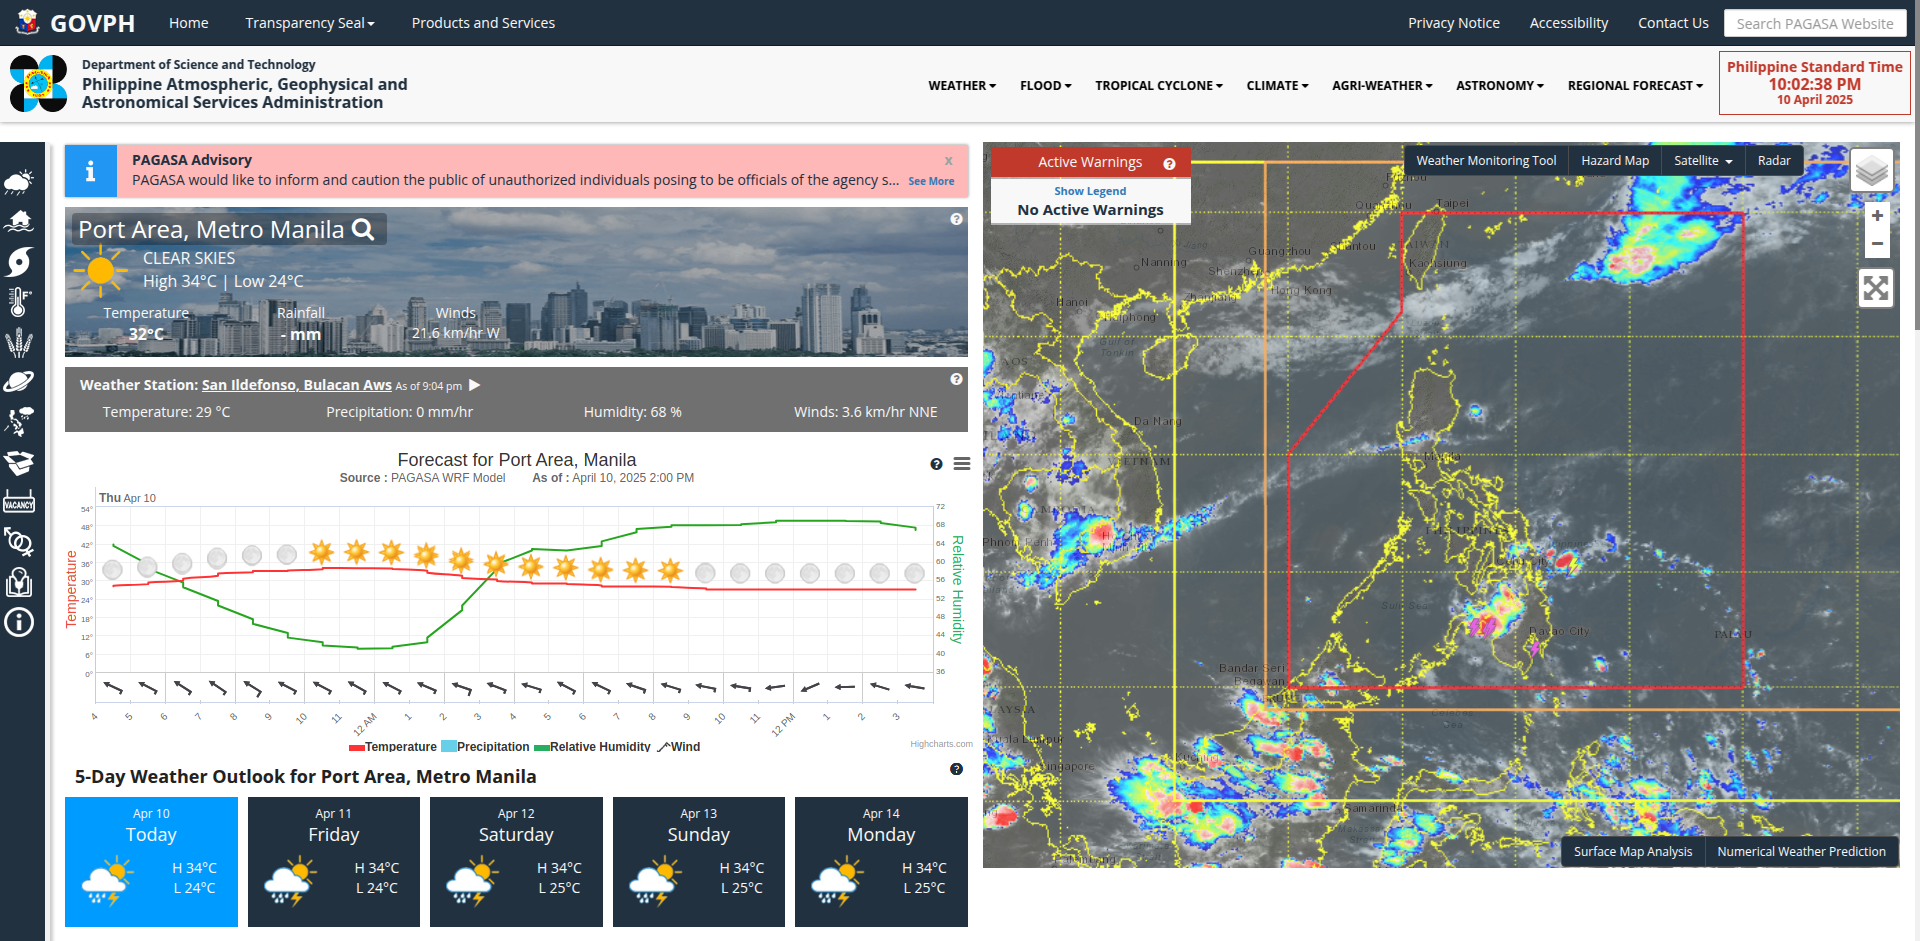 GOVPH
Home
Transparency Seal
Products and Services
Privacy Notice
Accessibility
Contact Us
Search PAGASA Website
Department of Science and Technology
Philippine Atmospheric, Geophysical and
Astronomical Services Administration
WEATHER
FLOOD
TROPICAL CYCLONE
CLIMATE
AGRI-WEATHER
ASTRONOMY
REGIONAL FORECAST
Philippine Standard Time
10:02:38 PM
10 April 2025
PAGASA Advisory
x
PAGASA would like to inform and caution the public of unauthorized individuals posing to be officials of the agency s... See More
Port Area, Metro Manila
CLEAR SKIES
High 34°C | Low 24°C
Temperature
32°C
Rainfall
- mm
Winds
21.6 km/hr W
Weather Station: San Ildefonso, Bulacan Aws As of 9:04 pm
Temperature: 29 °C
Precipitation: 0 mm/hr
Humidity: 68 %
Winds: 3.6 km/hr NNE
Forecast for Port Area, Manila
Source : PAGASA WRF Model As of : April 10, 2025 2:00 PM
Thu Apr 10
Temperature
54°
48°
42°
36°
30°
24°
18°
12°
6°
0°
72
68
64
60
56
52
48
44
40
36
Relative Humidity
4 5 6 7 8 9 10 11 12 AM 1 2 3 4 5 6 7 8 9 10 11 12 PM 1 2 3
Temperature Precipitation Relative Humidity Wind
Highcharts.com
5-Day Weather Outlook for Port Area, Metro Manila
Apr 10
Today
H 34°C
L 24°C
Apr 11
Friday
H 34°C
L 24°C
Apr 12
Saturday
H 34°C
L 25°C
Apr 13
Sunday
H 34°C
L 25°C
Apr 14
Monday
H 34°C
L 25°C
VACANCY
Active Warnings
Show Legend
No Active Warnings
Weather Monitoring Tool
Hazard Map
Satellite
Radar
+
−
Taipei
Guangzhou
Nanning
Shenzhen
Kaohsiung
Hong Kong
Hanoi
Haiphong
Gulf of
Tonkin
Da Nang
VIETNAM
Manila
Davao City
PALAU
Bandar Seri
Begawan
Kuala Lumpur
Singapore
Kuching
Samarinda
Surface Map Analysis
Numerical Weather Prediction